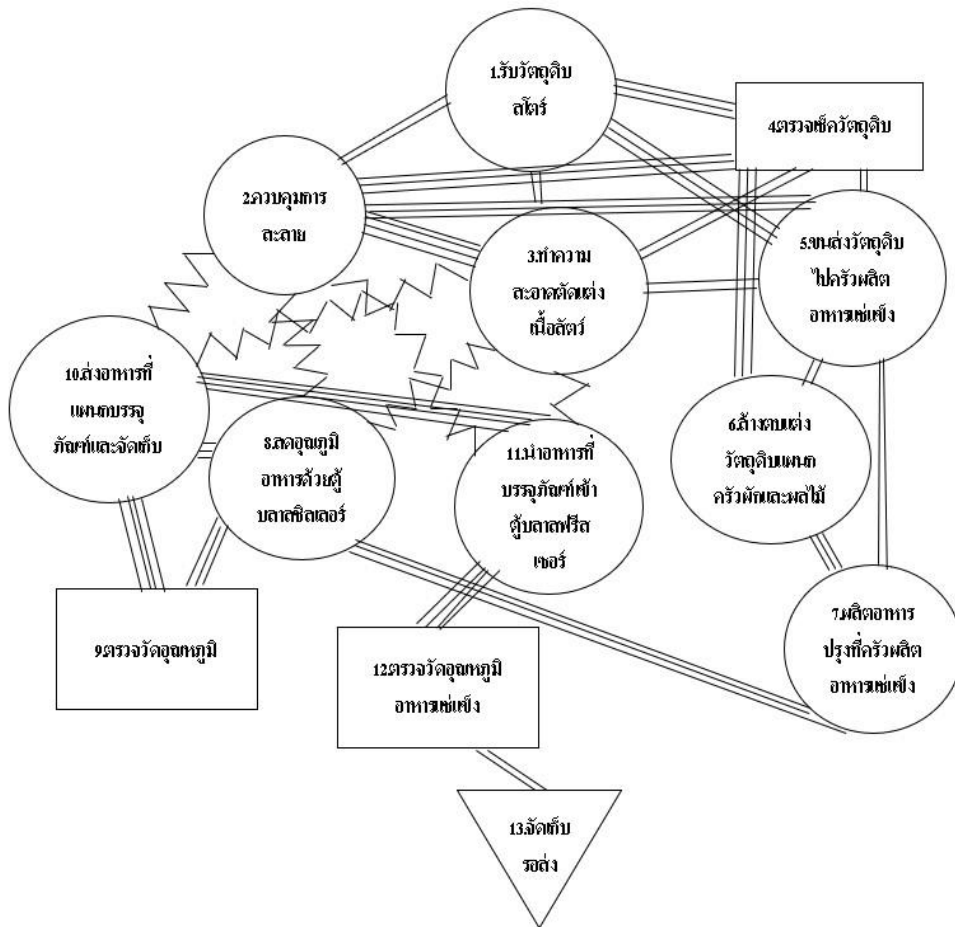 1.รับวัตถุดิบ
สโตร์
4.ตรวจเช็ควัตถุดิบ
2.ควบคุมการ
ละลาย
3.ทำความ
สะอาดตัดแต่ง
เนื้อสัตว์
5.ขนส่งวัตถุดิบ
ไปครัวผลิต
อาหารแช่แข็ง
10.ส่งอาหารที่
แผนกบรรจุ
ภัณฑ์และจัดเก็บ
8.ลดอุณภูมิ
อาหารด้วยตู้
บลาสชิลเลอร์
11.นำอาหารที่
บรรจุภัณฑ์เข้า
ตู้บลาสฟรีส
เซอร์
6.ล้างตบแต่ง
วัตถุดิบแผนก
ครัวผักและผลไม้
9.ตรวจวัดอุณหภูมิ
12.ตรวจวัดอุณหภูมิ
อาหารแช่แข็ง
7.ผลิตอาหาร
ปรุงที่ครัวผลิต
อาหารแช่แข็ง
13.จัดเก็บ
รอส่ง